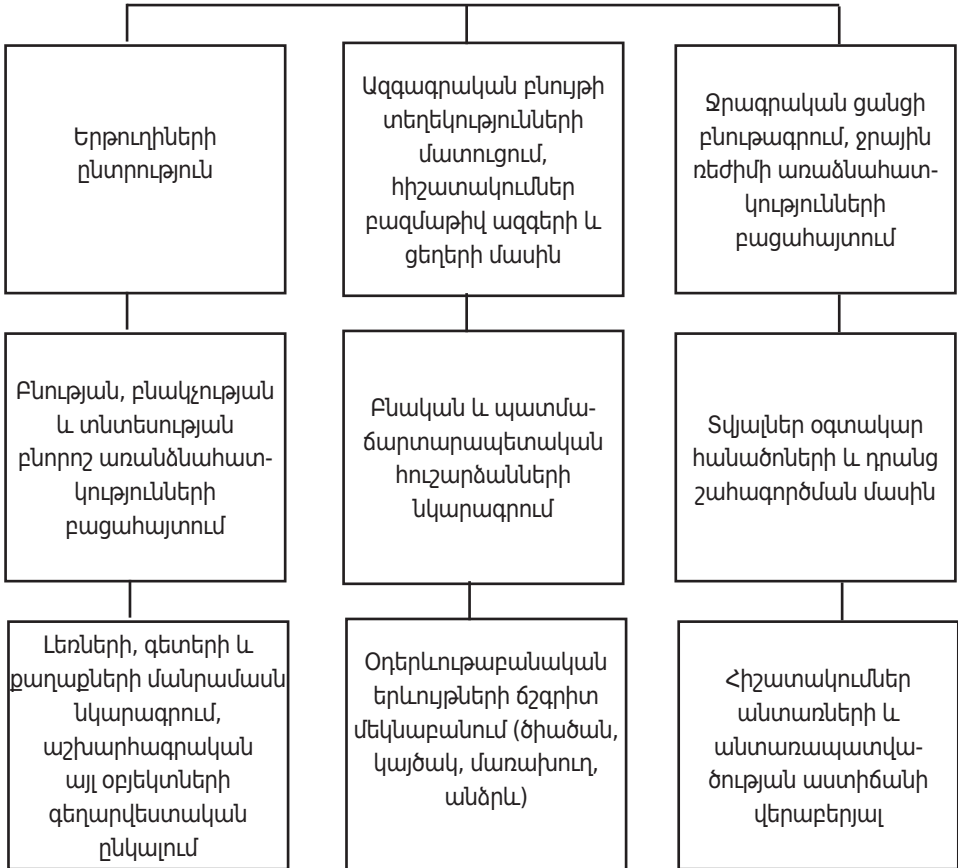 Երթուղիների
ընտրություն
Ազգագրական բնույթի
տեղեկությունների
մատուցում,
հիշատակումներ
բազմաթիվ ազգերի և
ցեղերի մասին
Ջրագրական ցանցի
բնութագրում, ջրային
ռեժիմի առաձնահատ-
կությունների
բացահայտում
Բնության, բնակչության
և տնտեսության
բնորոշ առանձնահատ-
կությունների
բացահայտում
Բնական և պատմա-
ճարտարապետական
հուշարձանների
նկարագրում
Տվյալներ օգտակար
հանածոների և դրանց
շահագործման մասին
Լեռների, գետերի և
քաղաքների մանրամասն
նկարագրում,
աշխարհագրական
այլ օբյեկտների
գեղարվեստական
ընկալում
Օդերևութաբանական
երևույթների ճշգրիտ
մեկնաբանում (ծիածան,
կայծակ, մառախուղ,
անձրև)
Հիշատակումներ
անտառների և
անտառապատվա-
ծության աստիճանի
վերաբերյալ